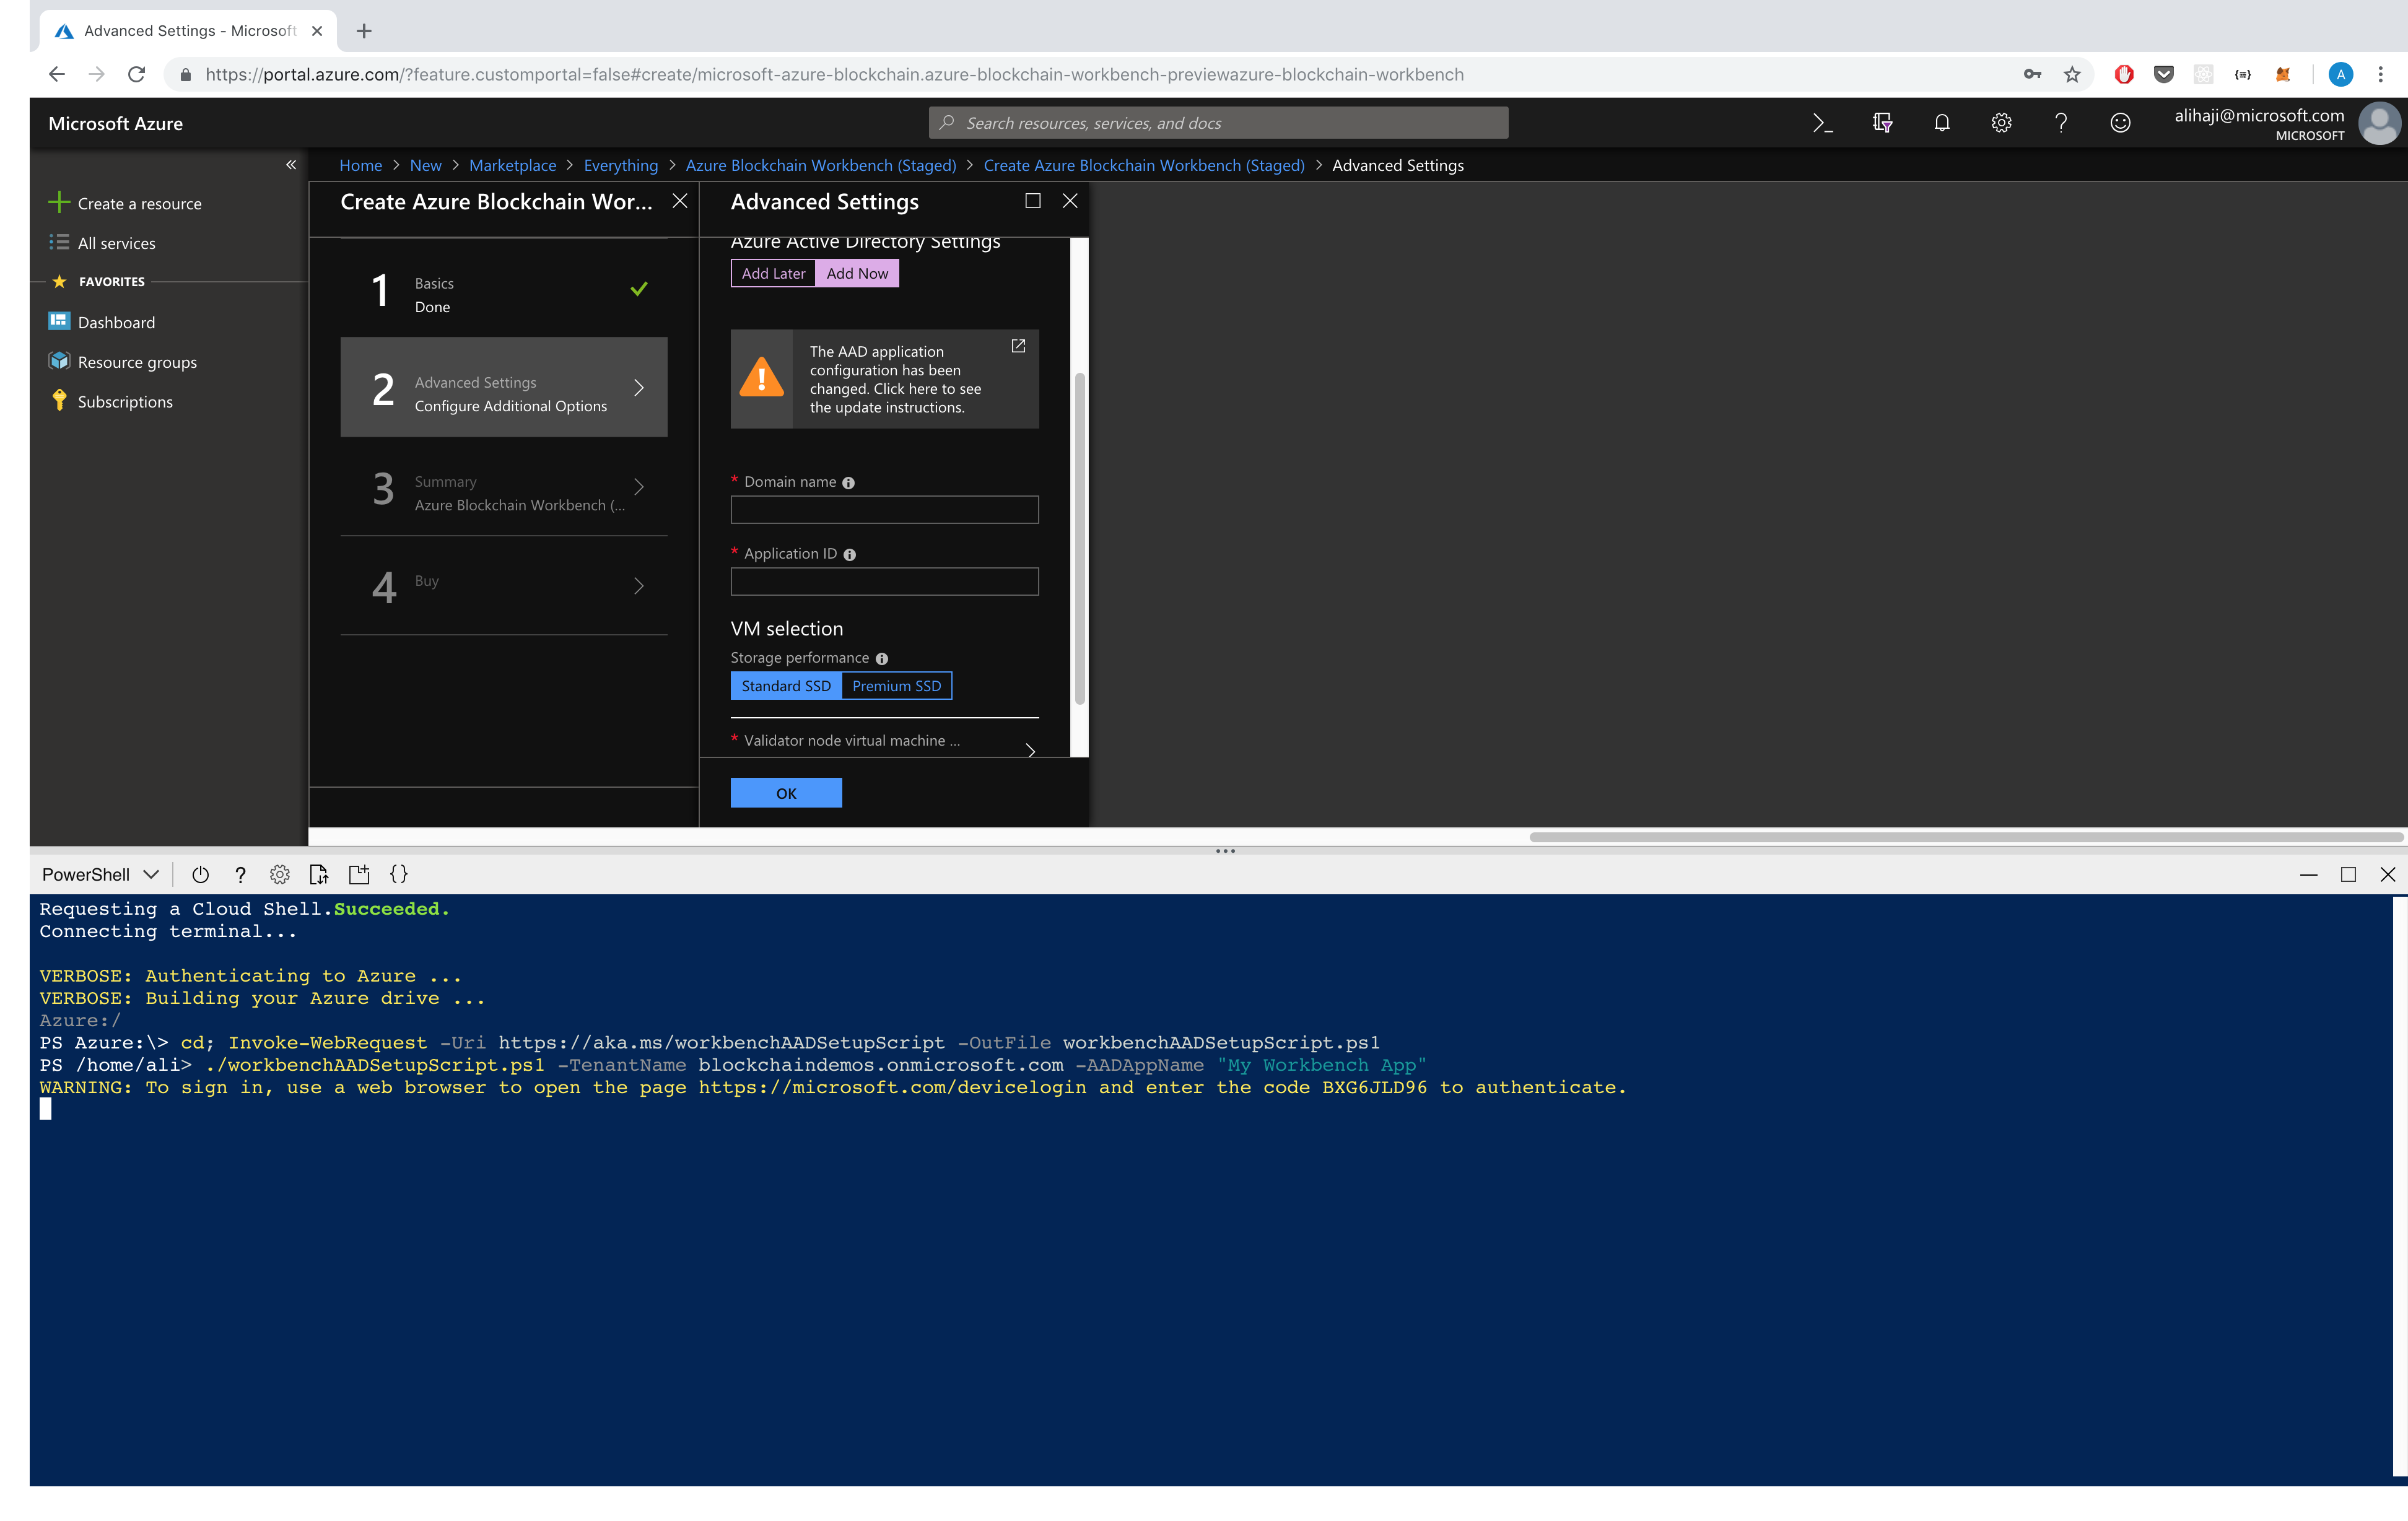 Advanced Settings - Microsoft
https://portal.azure.com/?feature.customportal=false#create/microsoft-azure-blockchain.azure-blockchain-workbench-previewazure-blockchain-workbench
A
Microsoft Azure
Search resources, services, and docs
alihaji@microsoft.com
MICROSOFT
Home > New > Marketplace > Everything > Azure Blockchain Workbench (Staged) > Create Azure Blockchain Workbench (Staged) > Advanced Settings
Create a resource
All services
FAVORITES
Dashboard
Resource groups
Subscriptions
Create Azure Blockchain Wor...
1
Basics
Done
2
Advanced Settings
Configure Additional Options
3
Summary
Azure Blockchain Workbench (...
4
Buy
Advanced Settings
Azure Active Directory Settings
Add Later Add Now
The AAD application
configuration has been
changed. Click here to see
the update instructions.
* Domain name
* Application ID
VM selection
Storage performance
Standard SSD Premium SSD
* Validator node virtual machine ...
OK
PowerShell
Requesting a Cloud Shell.Succeeded.
Connecting terminal...
VERBOSE: Authenticating to Azure ...
VERBOSE: Building your Azure drive ...
Azure:/
PS Azure:\> cd; Invoke-WebRequest -Uri https://aka.ms/workbenchAADSetupScript -OutFile workbenchAADSetupScript.ps1
PS /home/ali> ./workbenchAADSetupScript.ps1 -TenantName blockchaindemos.onmicrosoft.com -AADAppName "My Workbench App"
WARNING: To sign in, use a web browser to open the page https://microsoft.com/devicelogin and enter the code BXG6JLD96 to authenticate.